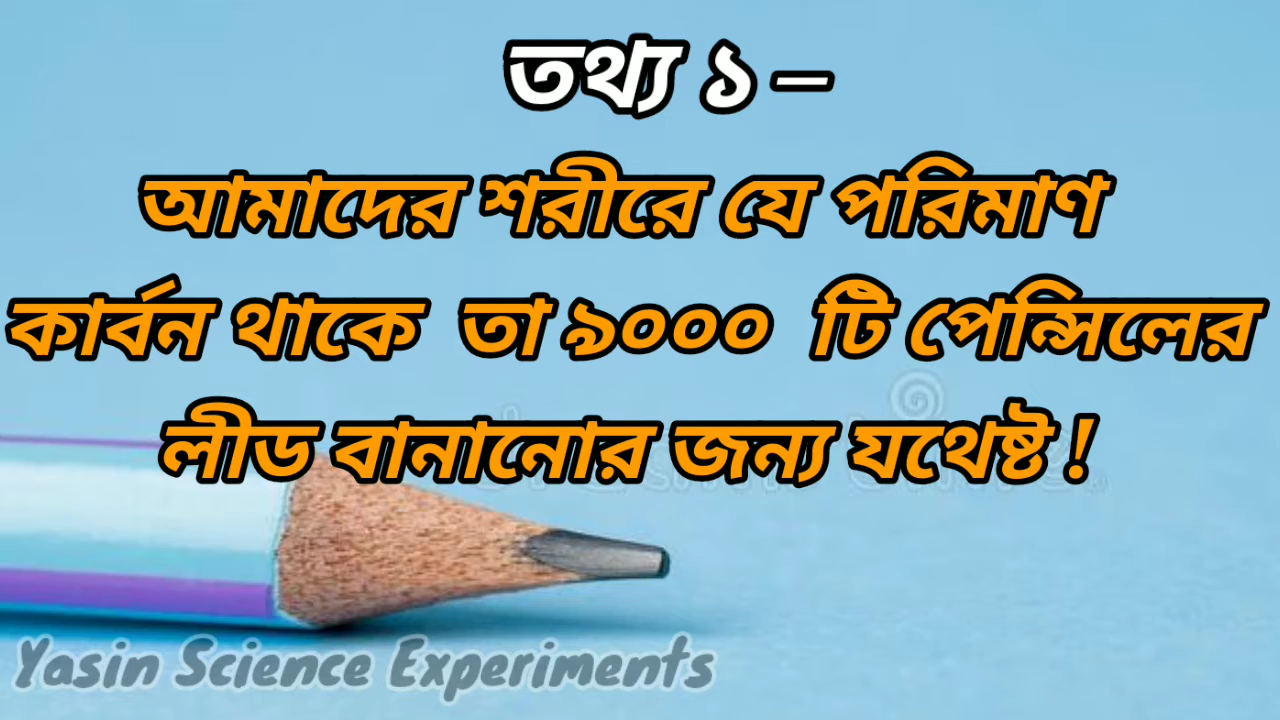 তথ্য ১ –
আমাদের শরীরে যে পরিমাণ
কার্বন থাকে তা ৯০০০ টি পেন্সিলের
লীড বানানোর জন্য যথেষ্ট !
Yasin Science Experiments